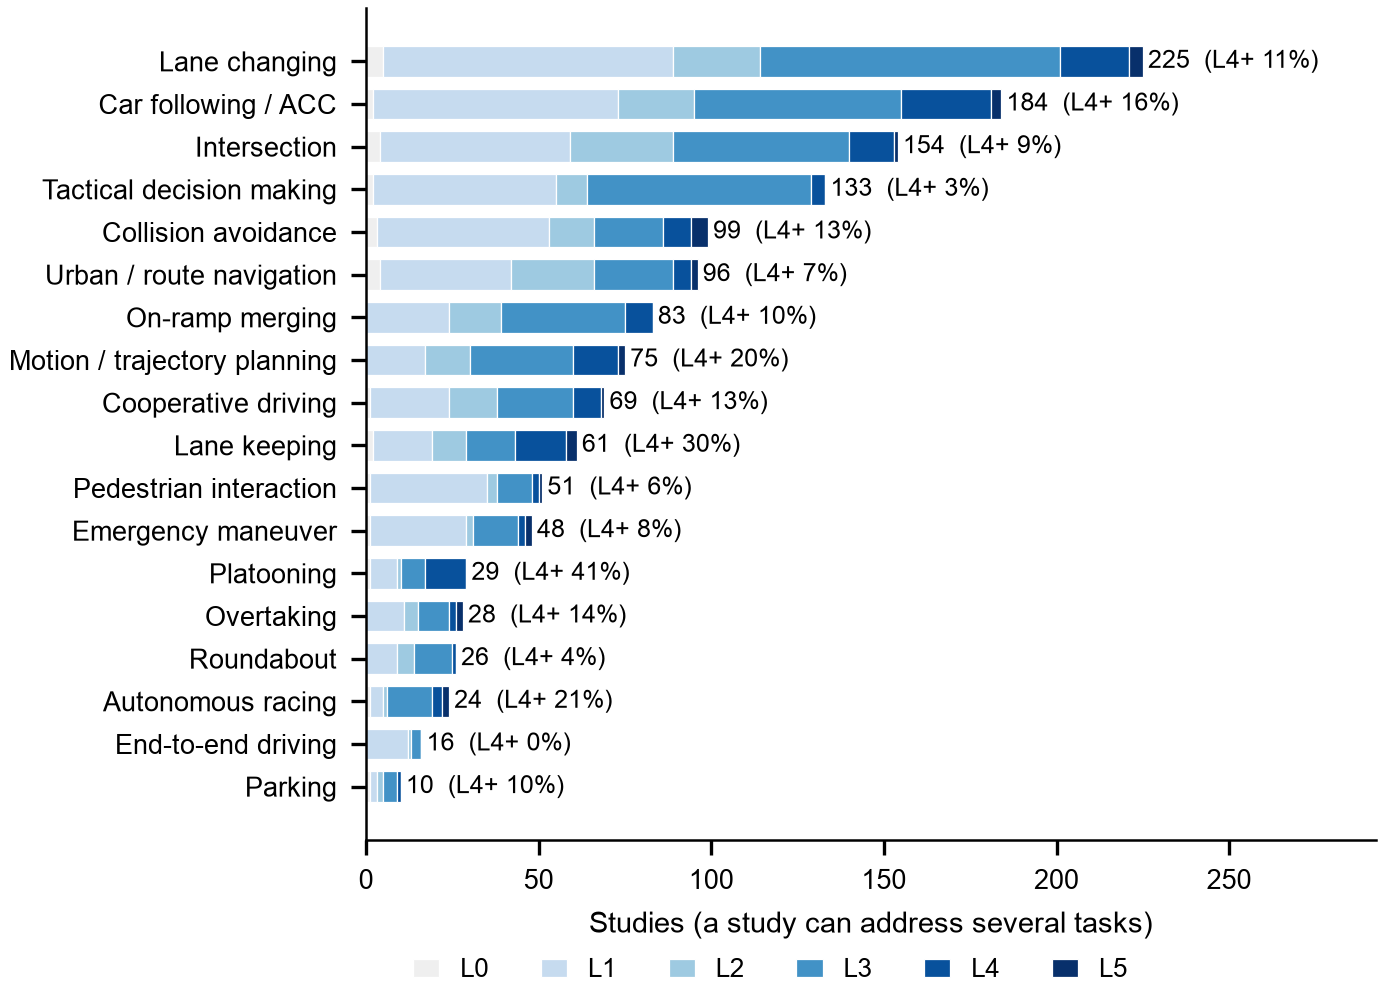 Lane changing 225 (L4+ 11%)
Car following / ACC 184 (L4+ 16%)
Intersection 154 (L4+ 9%)
Tactical decision making 133 (L4+ 3%)
Collision avoidance 99 (L4+ 13%)
Urban / route navigation 96 (L4+ 7%)
On-ramp merging 83 (L4+ 10%)
Motion / trajectory planning 75 (L4+ 20%)
Cooperative driving 69 (L4+ 13%)
Lane keeping 61 (L4+ 30%)
Pedestrian interaction 51 (L4+ 6%)
Emergency maneuver 48 (L4+ 8%)
Platooning 29 (L4+ 41%)
Overtaking 28 (L4+ 14%)
Roundabout 26 (L4+ 4%)
Autonomous racing 24 (L4+ 21%)
End-to-end driving 16 (L4+ 0%)
Parking 10 (L4+ 10%)
0 50 100 150 200 250
Studies (a study can address several tasks)
L0 L1 L2 L3 L4 L5